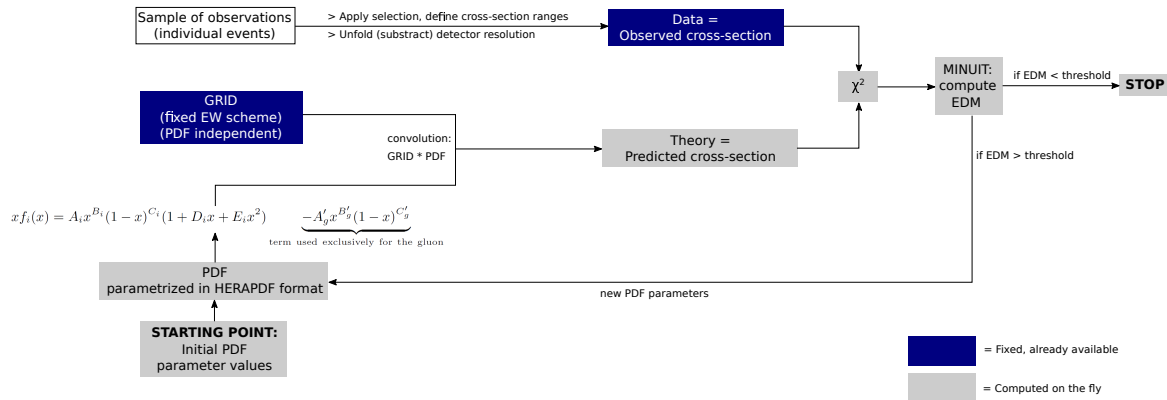 Sample of observations
(individual events)
> Apply selection, define cross-section ranges
> Unfold (substract) detector resolution
Data =
Observed cross-section
MINUIT:
compute
EDM
if EDM < threshold
STOP
χ²
GRID
(fixed EW scheme)
(PDF independent)
convolution:
GRID * PDF
Theory =
Predicted cross-section
if EDM > threshold
xf_i(x) = A_i x^{B_i}(1 − x)^{C_i}(1 + D_i x + E_i x²) −A′_g x^{B′_g}(1 − x)^{C′_g}
term used exclusively for the gluon
PDF
parametrized in HERAPDF format
new PDF parameters
STARTING POINT:
Initial PDF
parameter values
= Fixed, already available
= Computed on the fly